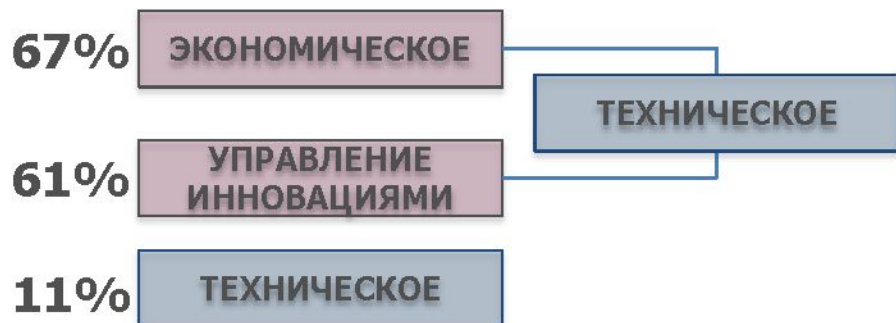 67% ЭКОНОМИЧЕСКОЕ
ТЕХНИЧЕСКОЕ
61% УПРАВЛЕНИЕ
ИННОВАЦИЯМИ
11% ТЕХНИЧЕСКОЕ